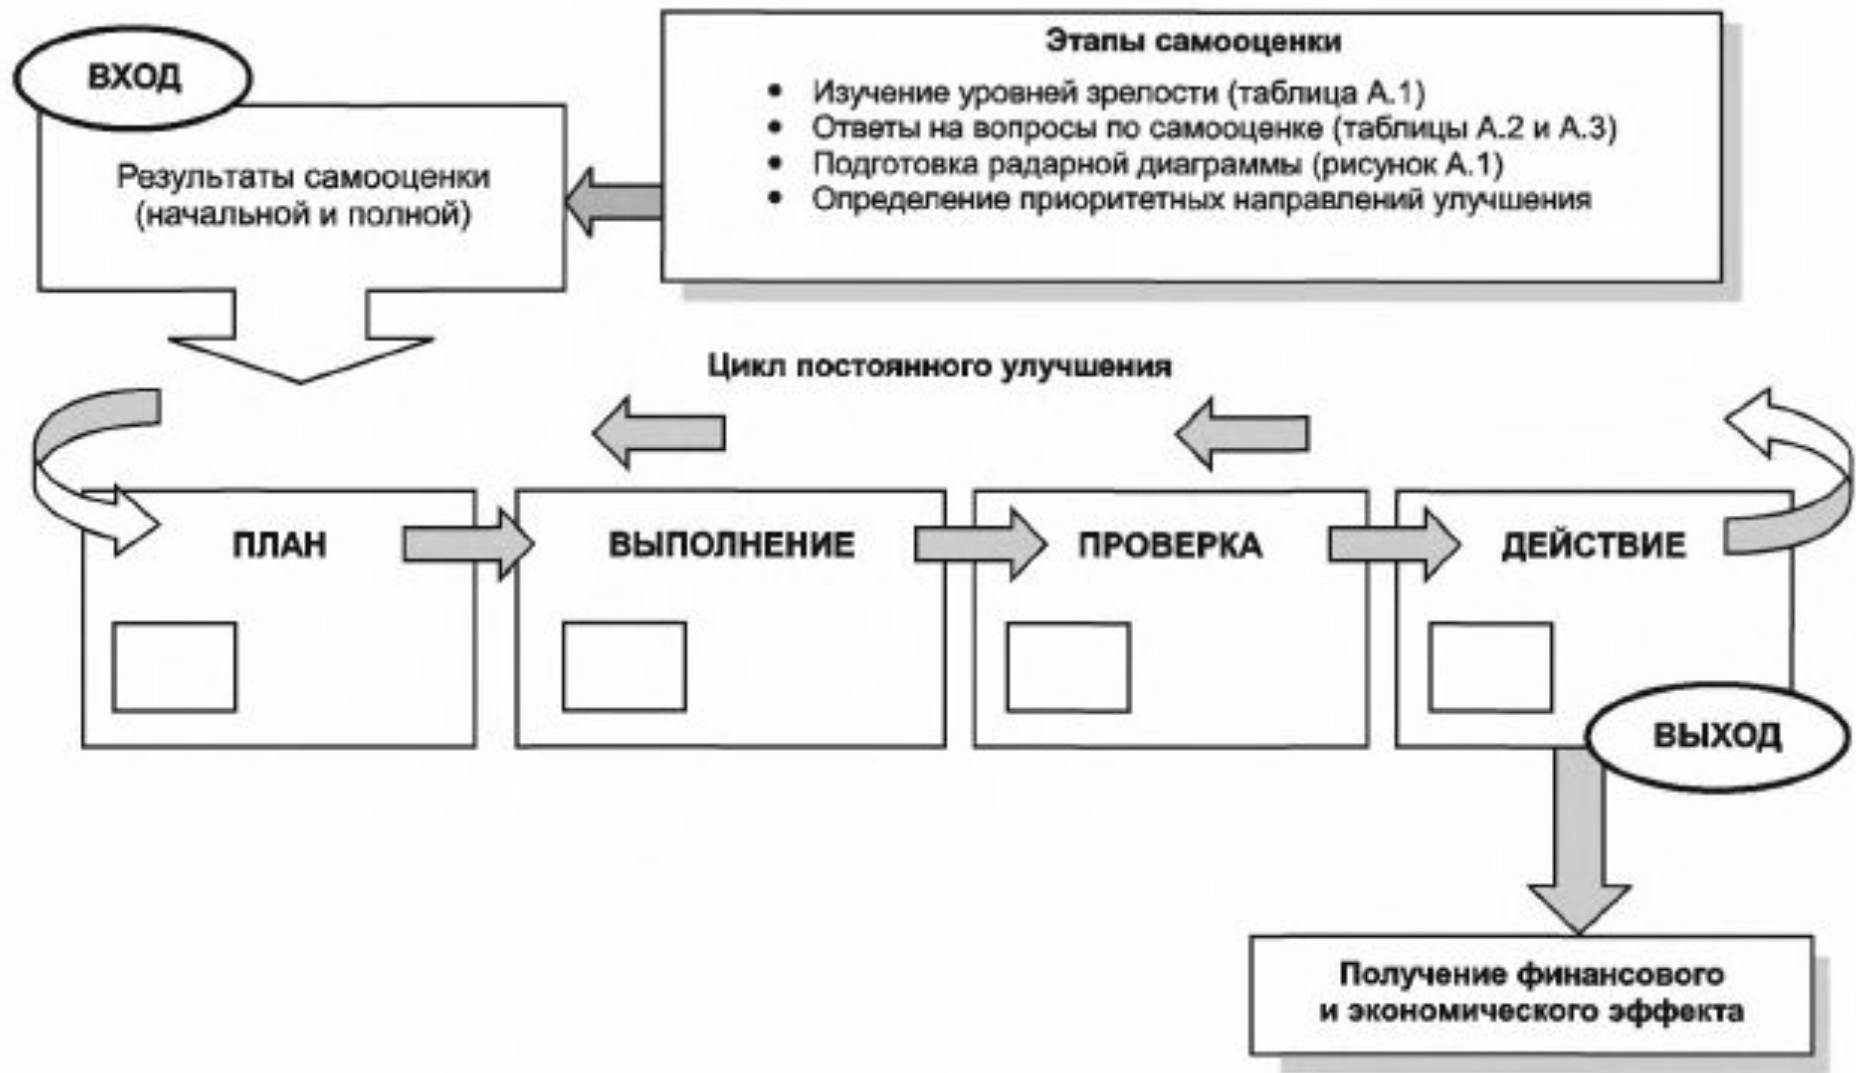 ВХОД
Результаты самооценки
(начальной и полной)
Этапы самооценки
• Изучение уровней зрелости (таблица А.1)
• Ответы на вопросы по самооценке (таблицы А.2 и А.3)
• Подготовка радарной диаграммы (рисунок А.1)
• Определение приоритетных направлений улучшения
Цикл постоянного улучшения
ПЛАН
ВЫПОЛНЕНИЕ
ПРОВЕРКА
ДЕЙСТВИЕ
ВЫХОД
Получение финансового
и экономического эффекта